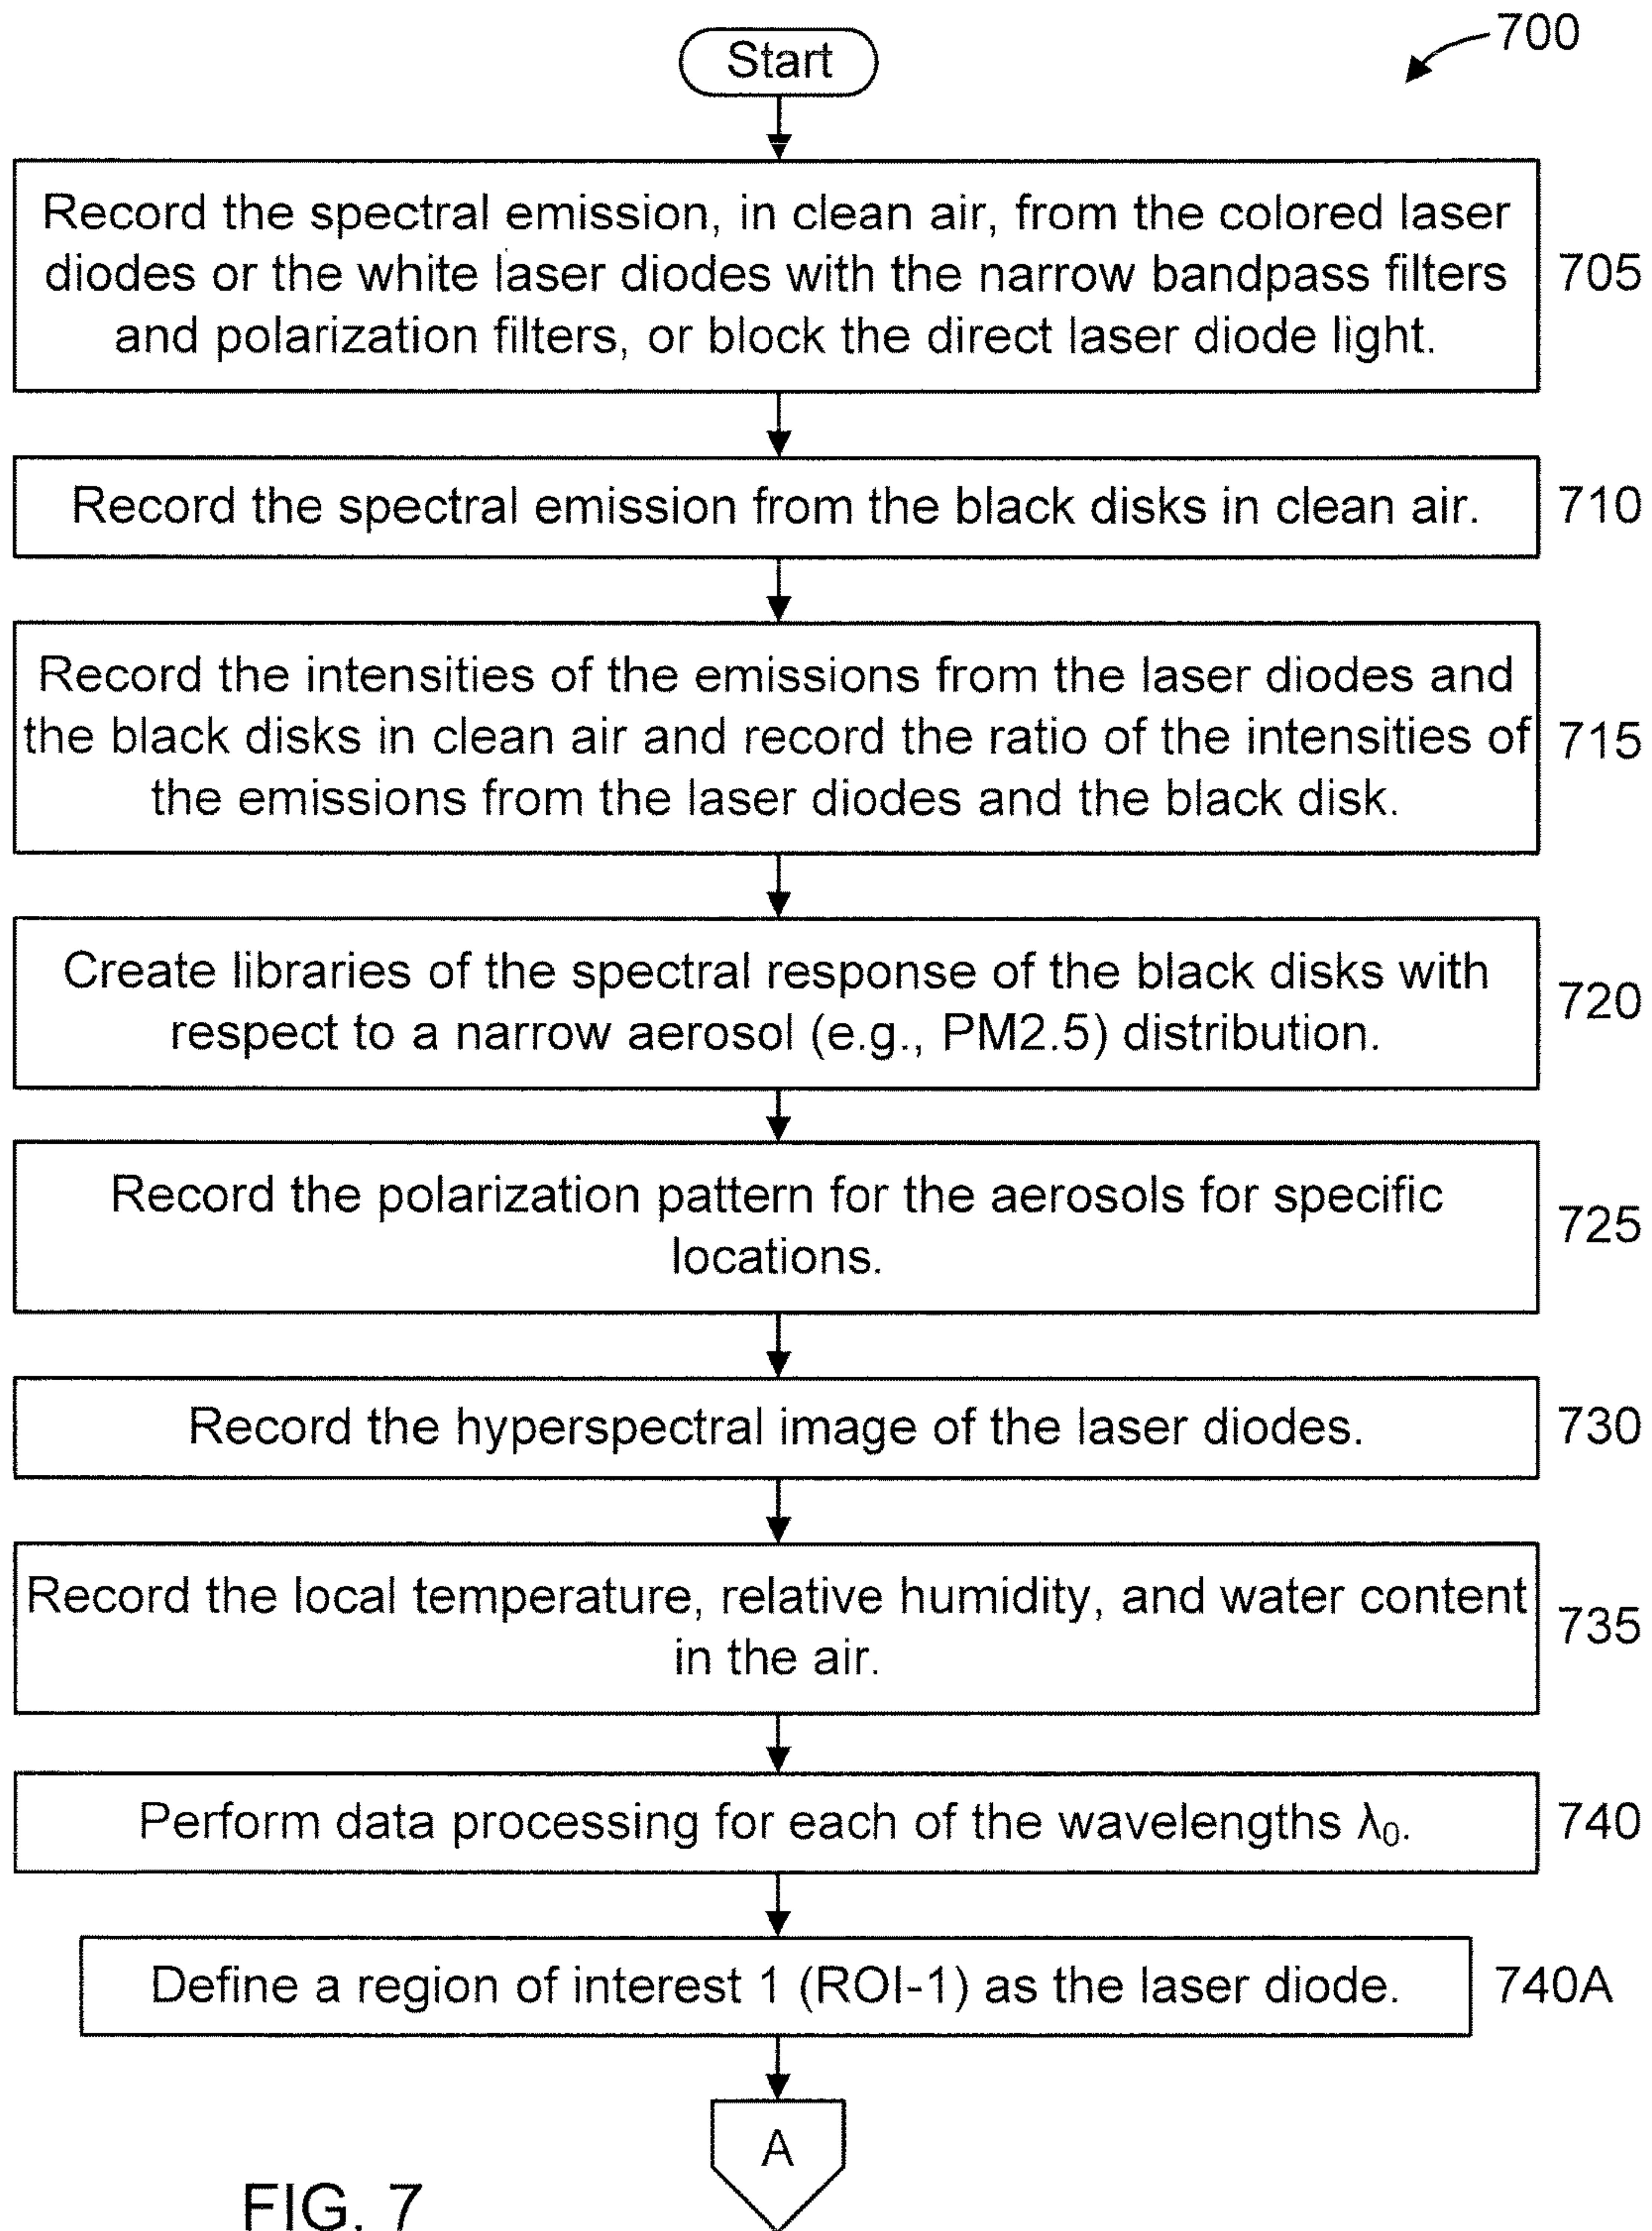 700
Start
Record the spectral emission, in clean air, from the colored laser
diodes or the white laser diodes with the narrow bandpass filters
and polarization filters, or block the direct laser diode light.
705
Record the spectral emission from the black disks in clean air.
710
Record the intensities of the emissions from the laser diodes and
the black disks in clean air and record the ratio of the intensities of
the emissions from the laser diodes and the black disk.
715
Create libraries of the spectral response of the black disks with
respect to a narrow aerosol (e.g., PM2.5) distribution.
720
Record the polarization pattern for the aerosols for specific
locations.
725
Record the hyperspectral image of the laser diodes.
730
Record the local temperature, relative humidity, and water content
in the air.
735
Perform data processing for each of the wavelengths λ₀.
740
Define a region of interest 1 (ROI-1) as the laser diode.
740A
A
FIG. 7